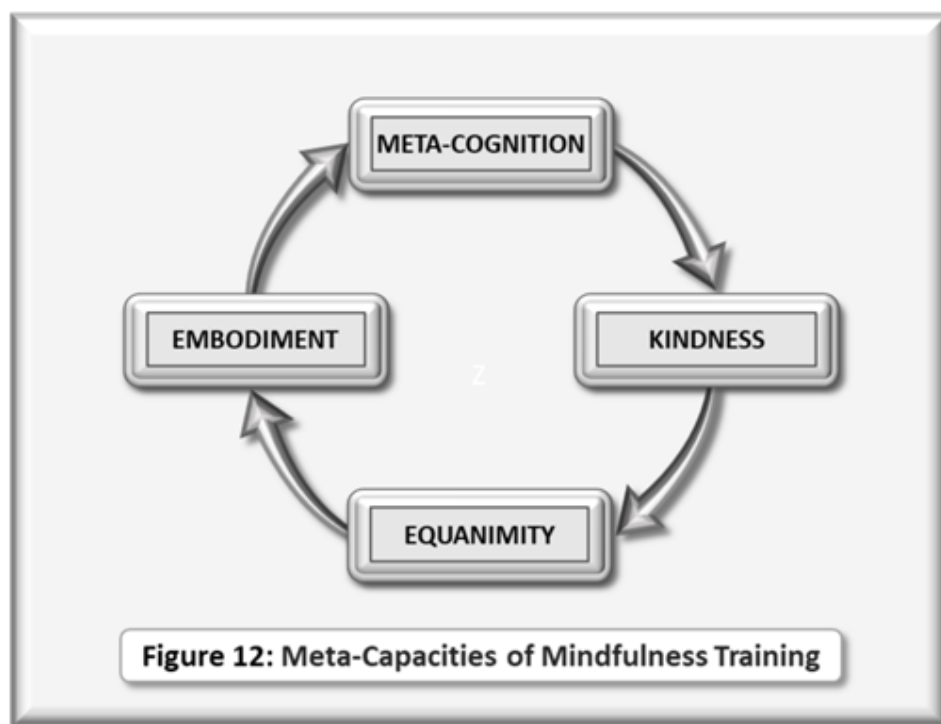 META-COGNITION
EMBODIMENT
KINDNESS
Z
EQUANIMITY
Figure 12: Meta-Capacities of Mindfulness Training